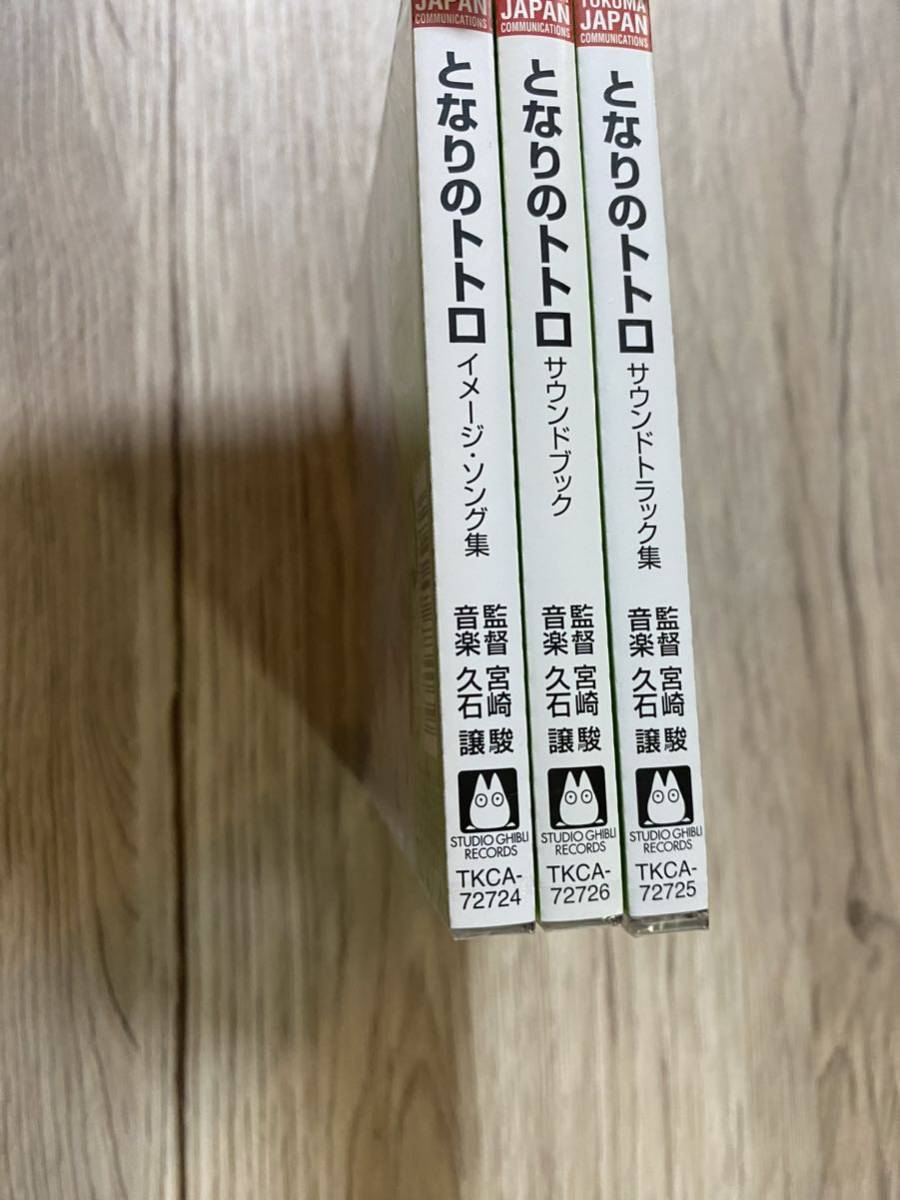 JAPAN
COMMUNICATIONS
となりのトトロ
イメージ・ソング集
監督 宮崎 駿
音楽 久石 譲
STUDIO GHIBLI
RECORDS
TKCA-
72724
JAPAN
COMMUNICATIONS
となりのトトロ
サウンドブック
監督 宮崎 駿
音楽 久石 譲
STUDIO GHIBLI
RECORDS
TKCA-
72726
TOKUMA
JAPAN
COMMUNICATIONS
となりのトトロ
サウンドトラック集
監督 宮崎 駿
音楽 久石 譲
STUDIO GHIBLI
RECORDS
TKCA-
72725